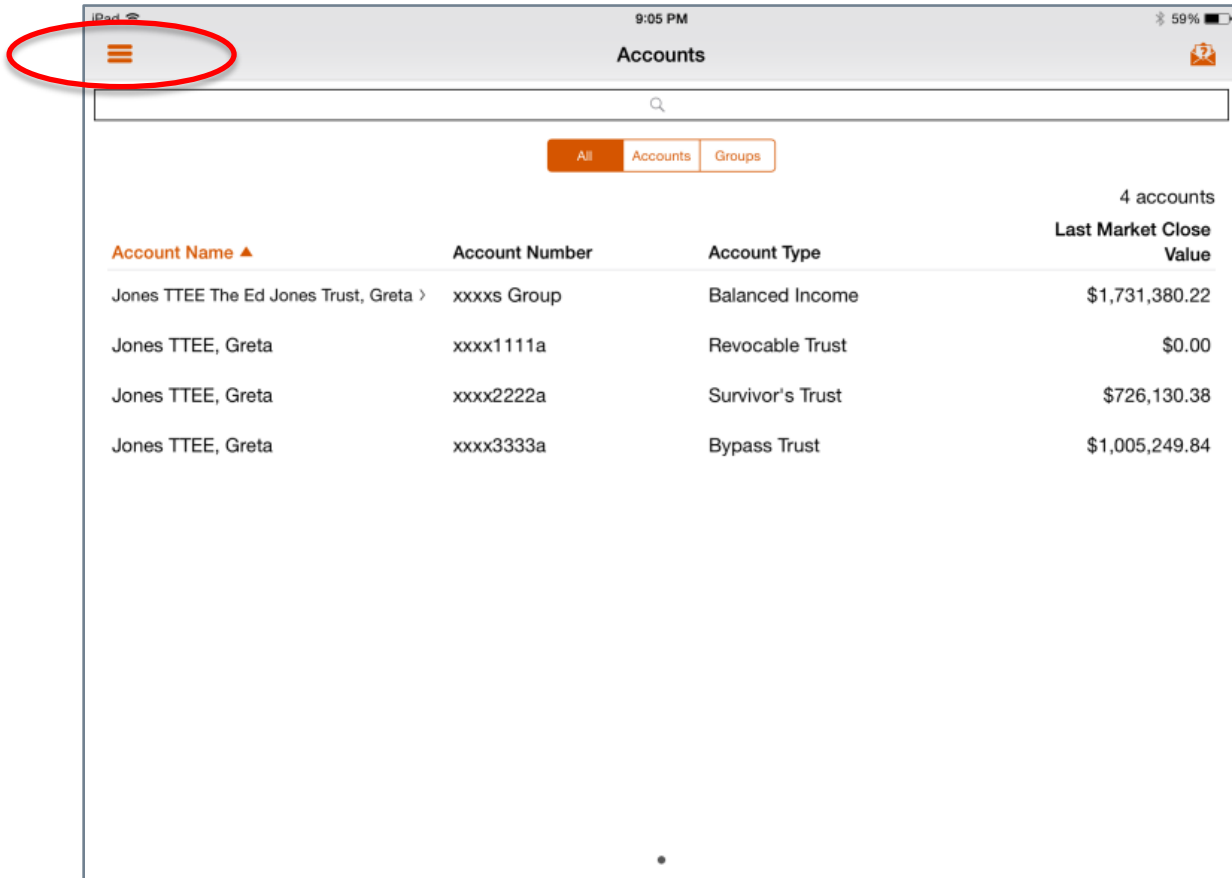 iPad 9:05 PM 59%
Accounts
All Accounts Groups
4 accounts
Account Name ▲ Account Number Account Type Last Market Close
Value
Jones TTEE The Ed Jones Trust, Greta > xxxxs Group Balanced Income $1,731,380.22
Jones TTEE, Greta xxxx1111a Revocable Trust $0.00
Jones TTEE, Greta xxxx2222a Survivor's Trust $726,130.38
Jones TTEE, Greta xxxx3333a Bypass Trust $1,005,249.84